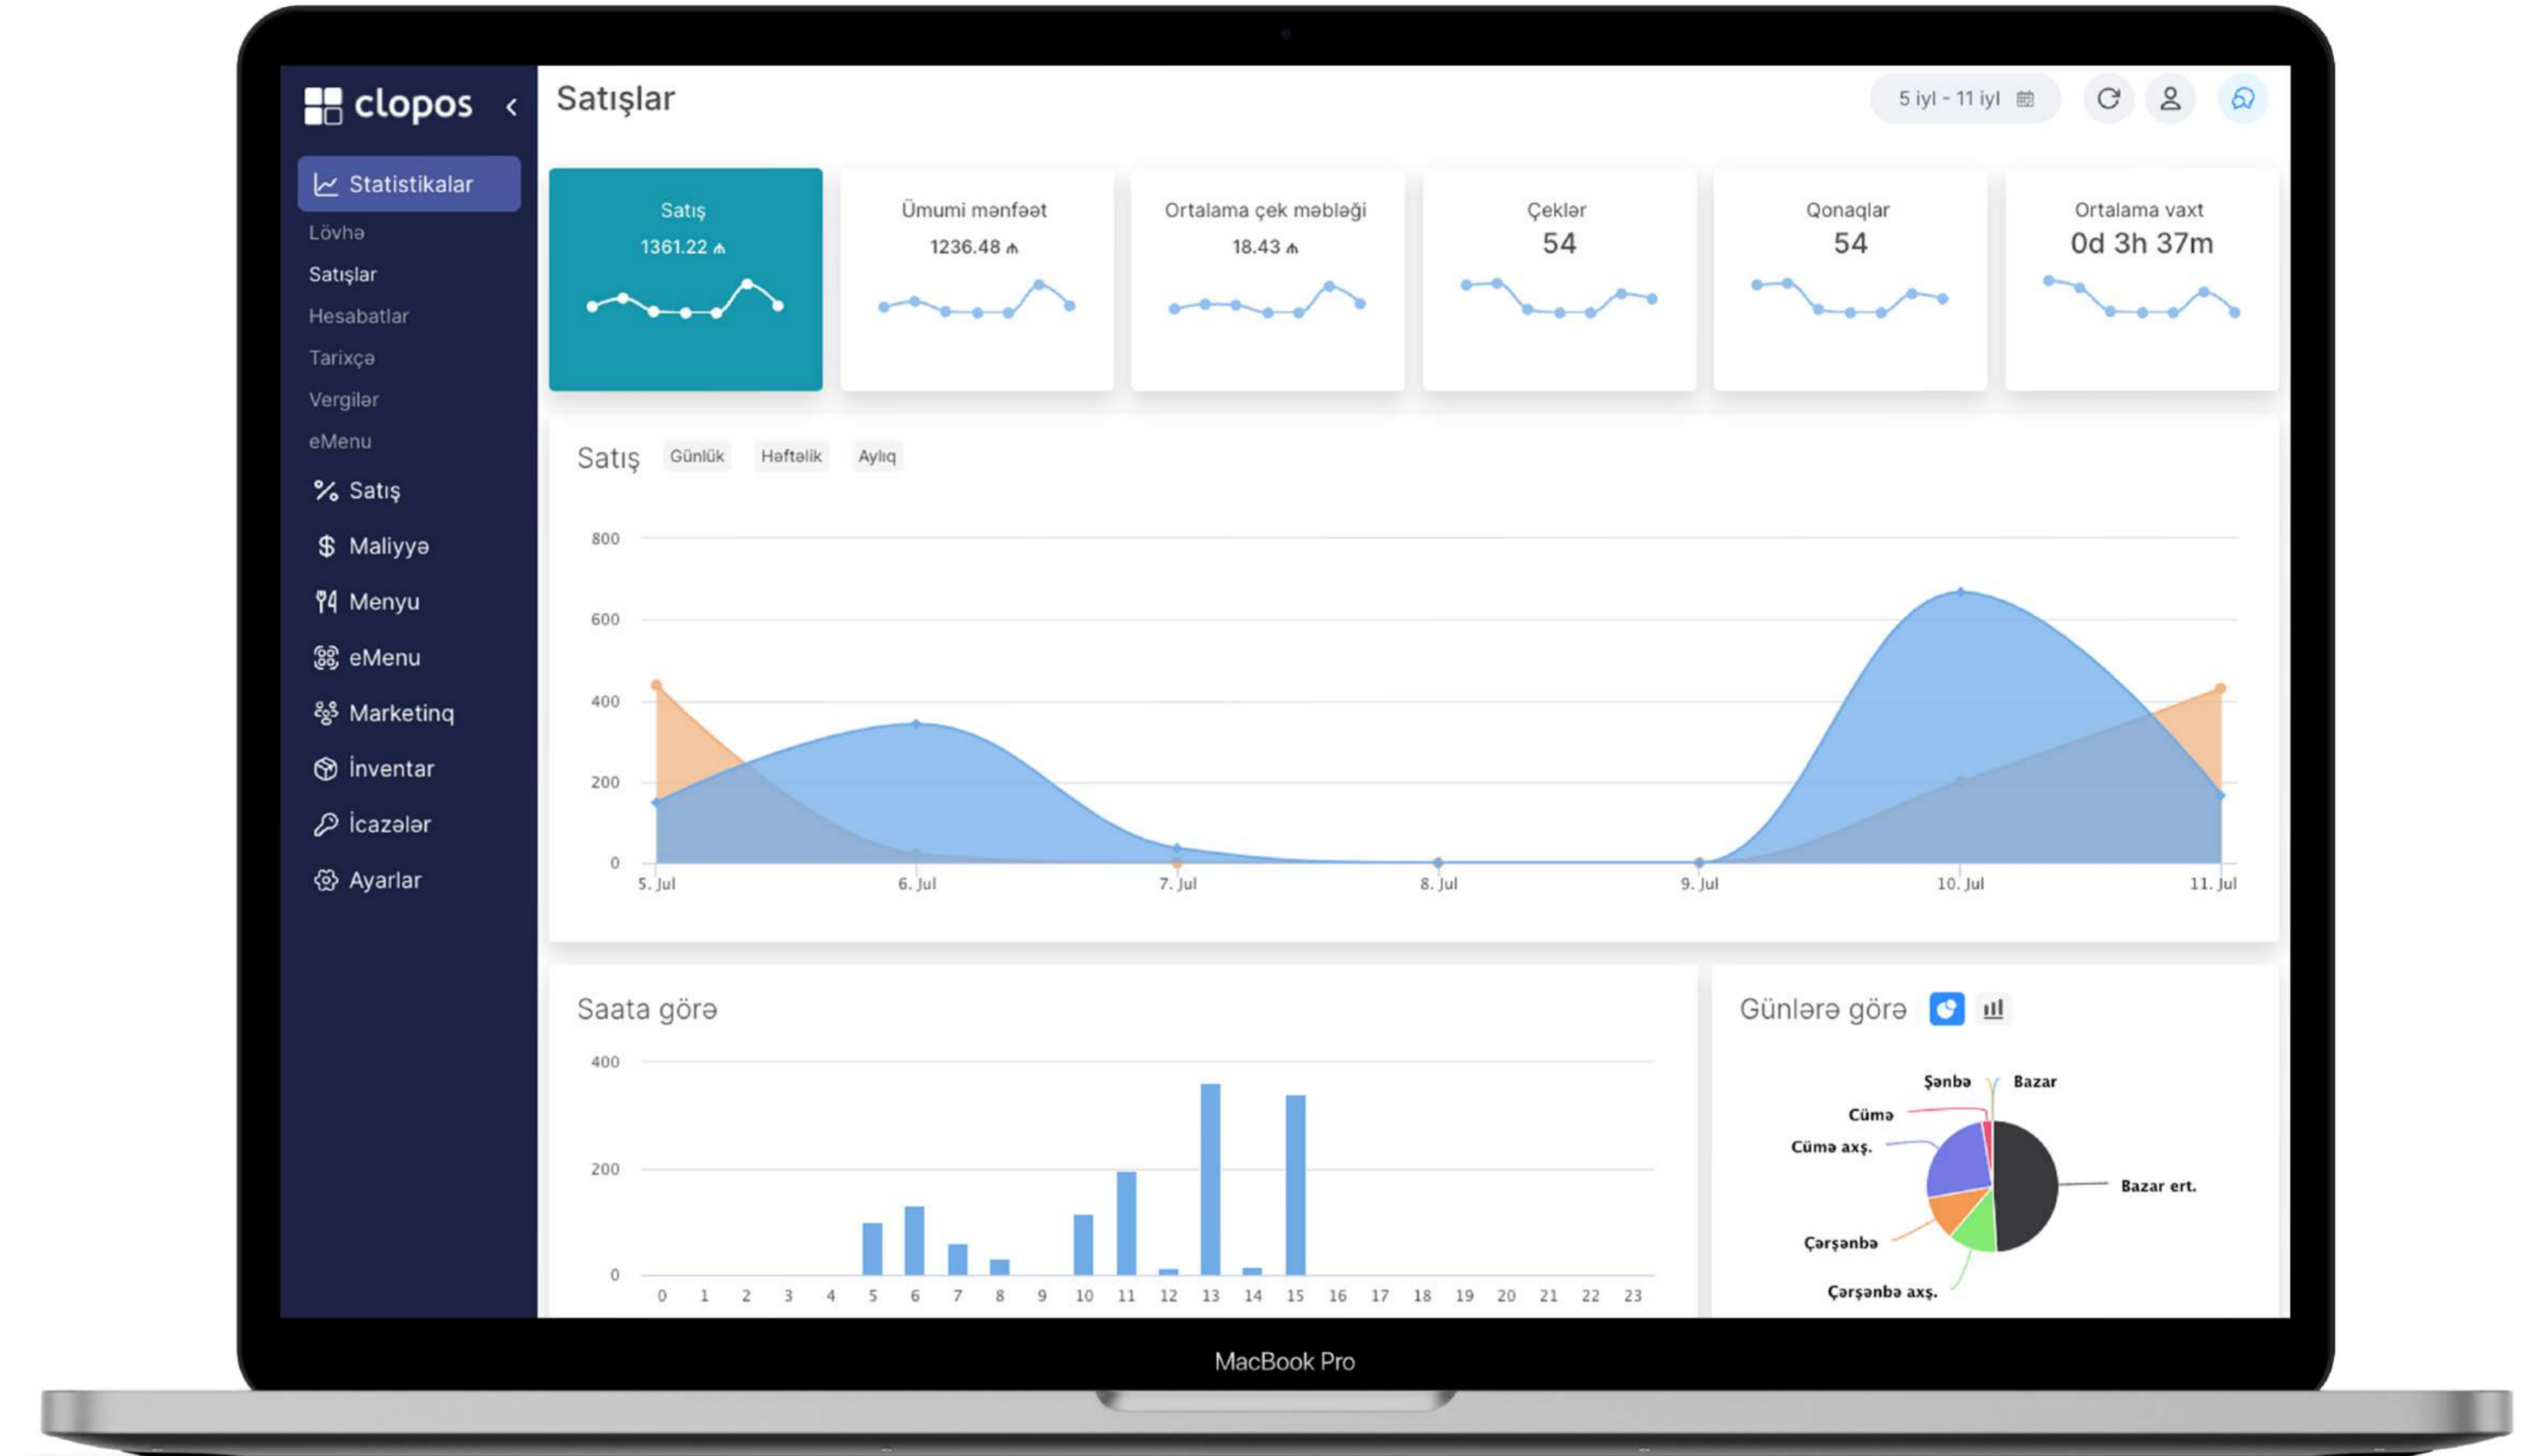 clopos
Statistikalar
Lövhə
Satışlar
Hesabatlar
Tarixçə
Vergilər
eMenu
Satış
Maliyyə
Menyu
eMenu
Marketinq
İnventar
İcazələr
Ayarlar
Satışlar
5 iyl - 11 iyl
Satış
1361.22 ₼
Ümumi mənfəət
1236.48 ₼
Ortalama çek məbləği
18.43 ₼
Çeklər
54
Qonaqlar
54
Ortalama vaxt
0d 3h 37m
Satış Günlük Həftəlik Aylıq
800
600
400
200
0
5. Jul 6. Jul 7. Jul 8. Jul 9. Jul 10. Jul 11. Jul
Saata görə
400
200
0
0 1 2 3 4 5 6 7 8 9 10 11 12 13 14 15 16 17 18 19 20 21 22 23
Günlərə görə
Şənbə Bazar
Cümə
Cümə axş.
Bazar ert.
Çərşənbə
Çərşənbə axş.
MacBook Pro